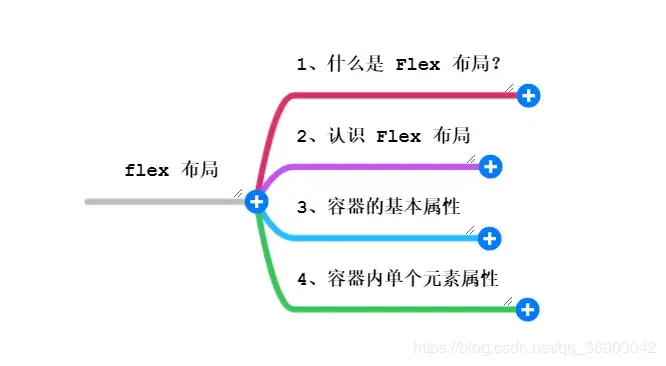 1、什么是 Flex 布局?
2、认识 Flex 布局
flex 布局
3、容器的基本属性
4、容器内单个元素属性
https://blog.csdn.net/qq_36903042